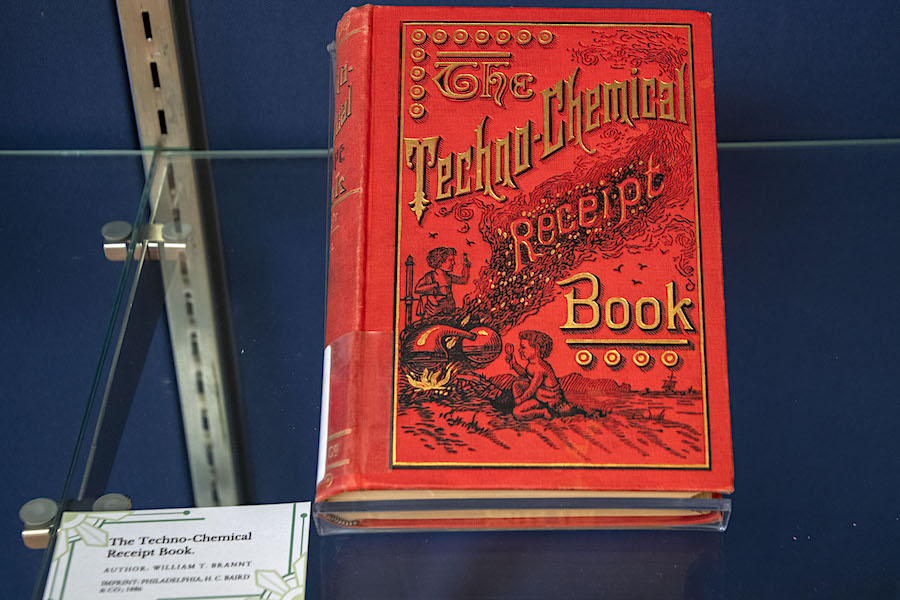 The
Techno-Chemical
Receipt
Book
The Techno-Chemical
Receipt Book.
AUTHOR: WILLIAM T. BRANNT
IMPRINT: PHILADELPHIA, H. C. BAIRD
& CO., 1886